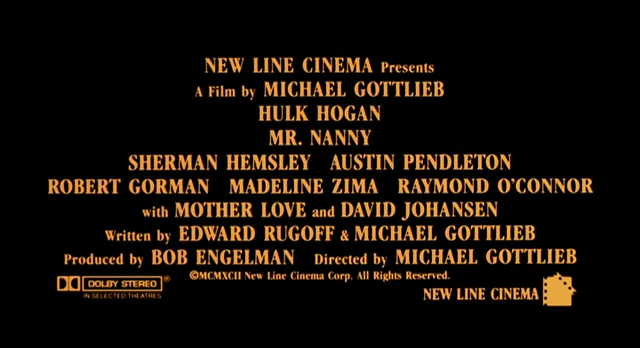 NEW LINE CINEMA Presents
A Film by MICHAEL GOTTLIEB
HULK HOGAN
MR. NANNY
SHERMAN HEMSLEY AUSTIN PENDLETON
ROBERT GORMAN MADELINE ZIMA RAYMOND O'CONNOR
with MOTHER LOVE and DAVID JOHANSEN
Written by EDWARD RUGOFF & MICHAEL GOTTLIEB
Produced by BOB ENGELMAN Directed by MICHAEL GOTTLIEB
©MCMXCII New Line Cinema Corp. All Rights Reserved.
DOLBY STEREO®
IN SELECTED THEATRES
NEW LINE CINEMA